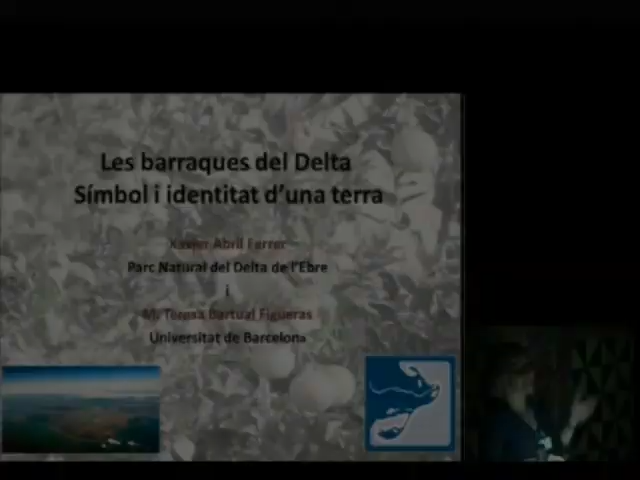 Les barraques del Delta
Símbol i identitat d'una terra
Xavier Abril Ferrer
Parc Natural del Delta de l'Ebre
i
M. Teresa Bartual Figueras
Universitat de Barcelona